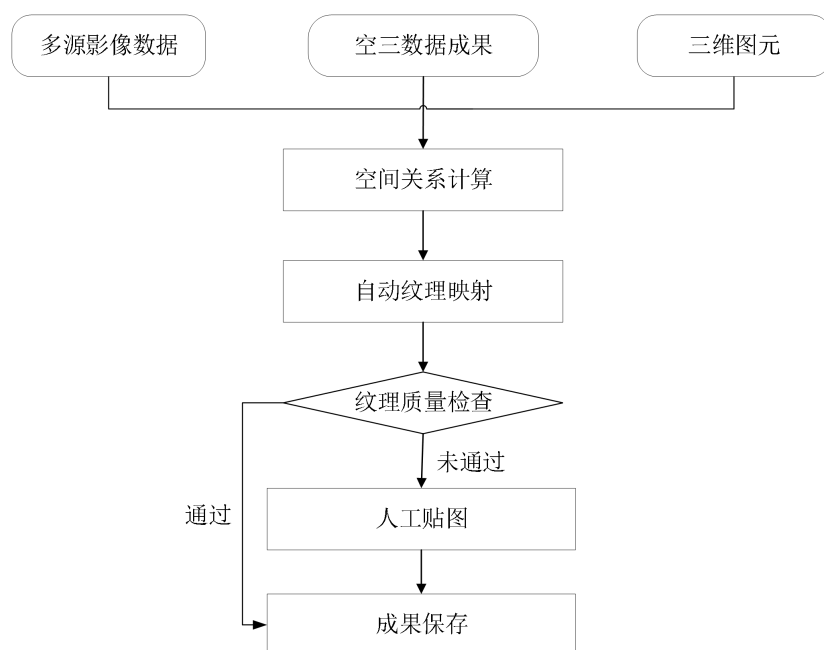 多源影像数据
空三数据成果
三维图元
空间关系计算
自动纹理映射
纹理质量检查
未通过
通过
人工贴图
成果保存